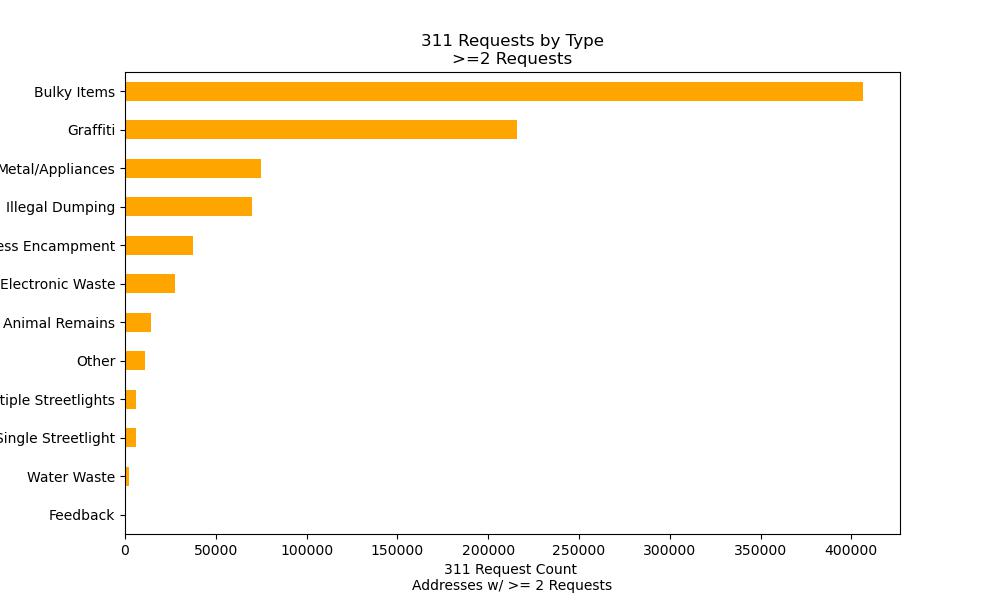 311 Requests by Type
>=2 Requests
Bulky Items
Graffiti
Metal/Appliances
Illegal Dumping
ess Encampment
Electronic Waste
Animal Remains
Other
tiple Streetlights
Single Streetlight
Water Waste
Feedback
0 50000 100000 150000 200000 250000 300000 350000 400000
311 Request Count
Addresses w/ >= 2 Requests